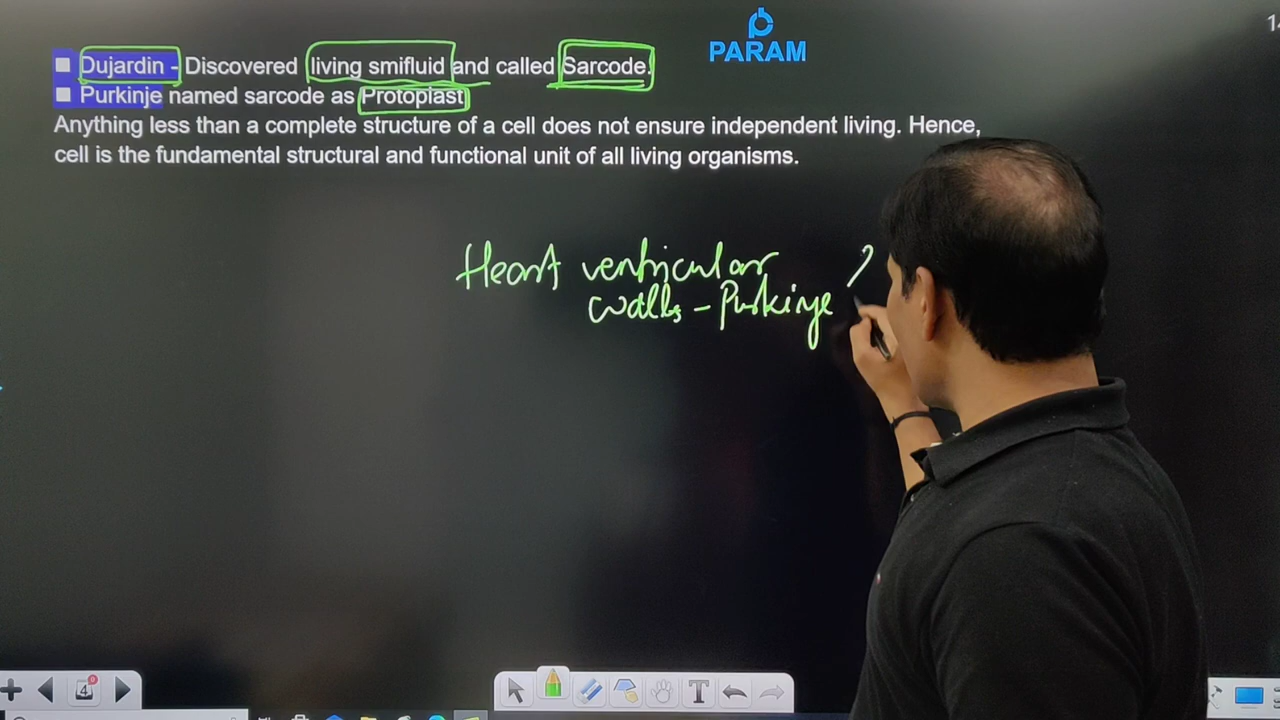 PARAM
14
■ Dujardin - Discovered living smifluid and called Sarcode.
■ Purkinje named sarcode as Protoplast
Anything less than a complete structure of a cell does not ensure independent living. Hence,
cell is the fundamental structural and functional unit of all living organisms.
Heart ventricular
walls - Purkinje
4
T